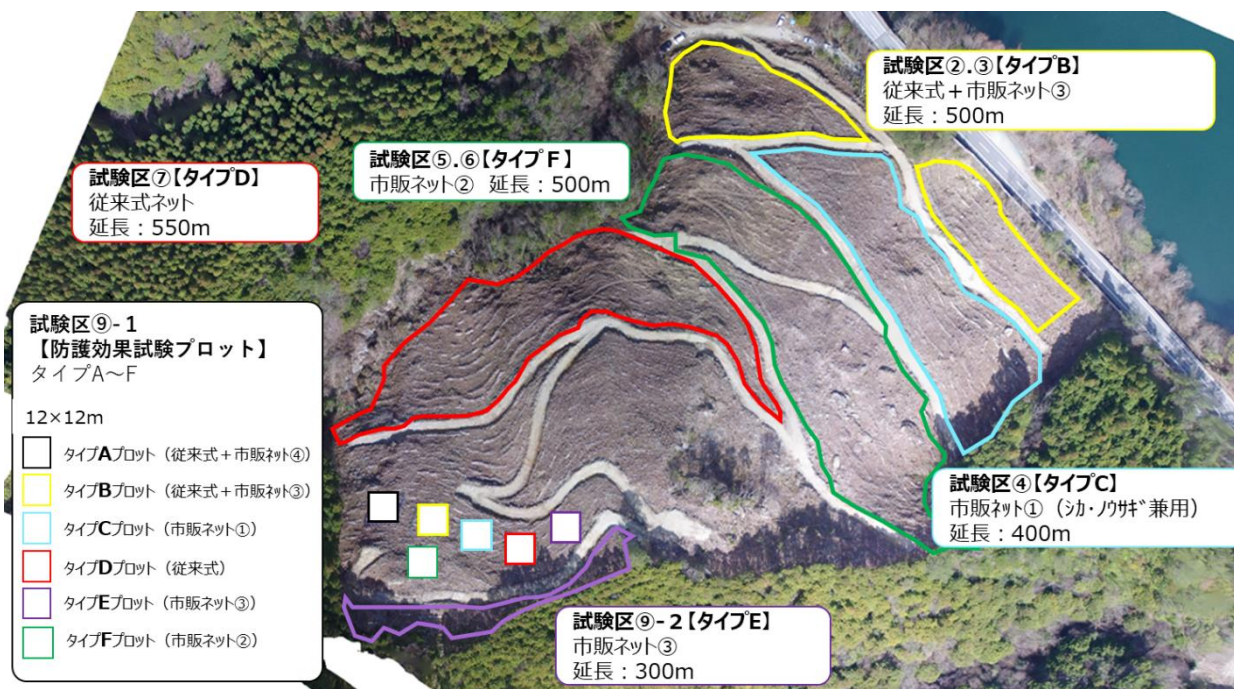 試験区②.③【タイプB】
従来式+市販ネット③
延長：500m
試験区⑤.⑥【タイプF】
市販ネット② 延長：500m
試験区⑦【タイプD】
従来式ネット
延長：550m
試験区⑨-1
【防護効果試験プロット】
タイプA～F
12×12m
タイプAプロット（従来式+市販ﾈｯﾄ④）
タイプBプロット（従来式+市販ﾈｯﾄ③）
タイプCプロット（市販ネット①）
タイプDプロット（従来式）
タイプEプロット（市販ネット③）
タイプFプロット（市販ネット②）
試験区④【タイプC】
市販ネット①（ｼｶ・ﾉｳｻｷﾞ兼用）
延長：400m
試験区⑨-2【タイプE】
市販ネット③
延長：300m